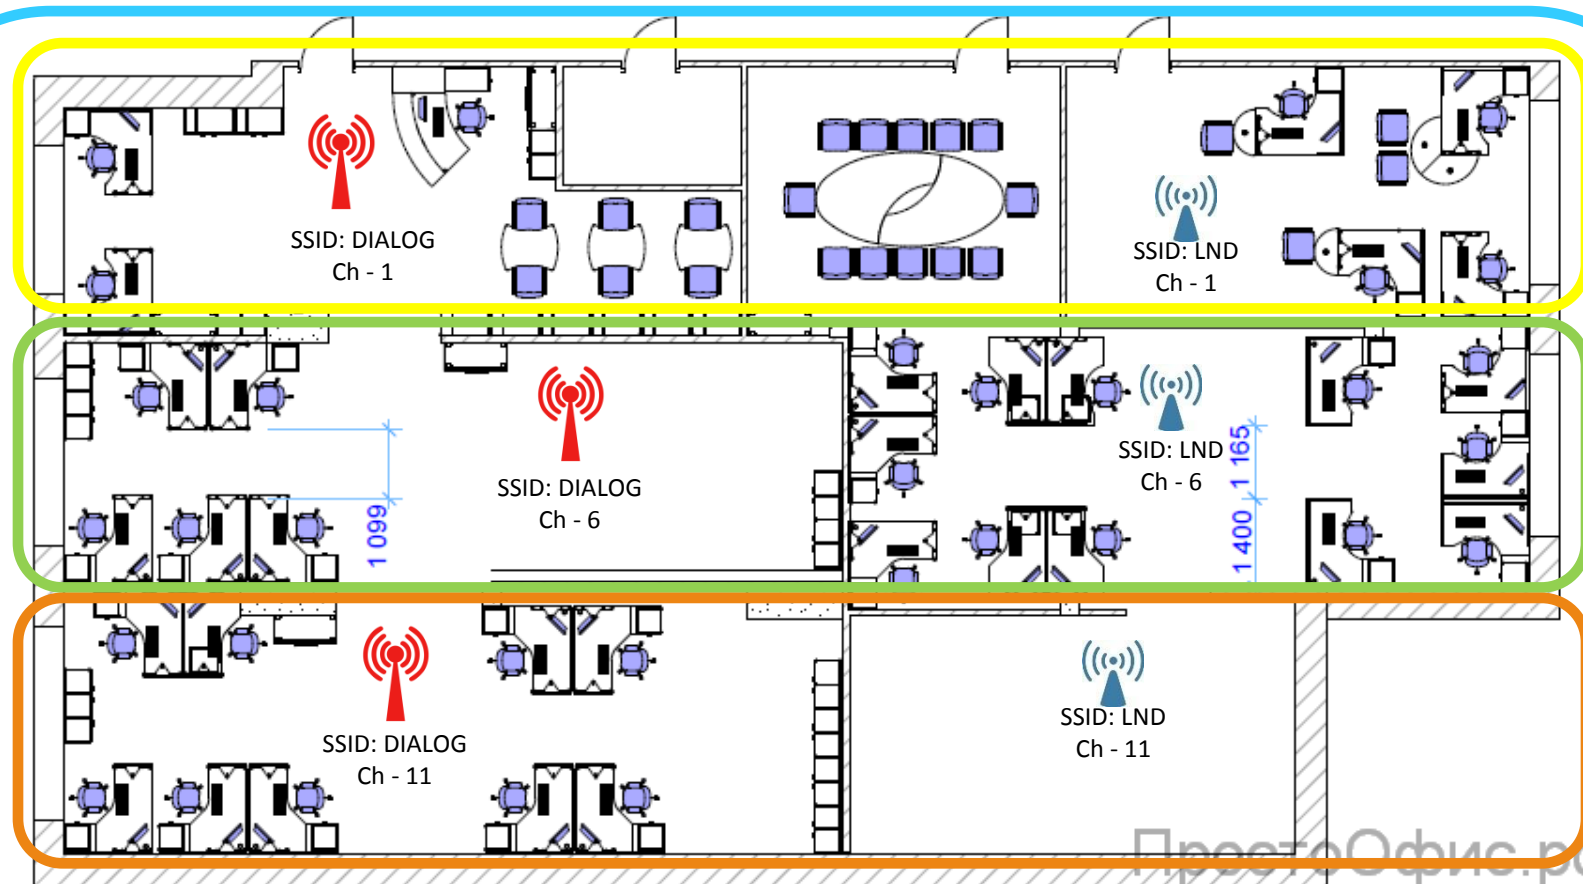 SSID: DIALOG
Ch - 1
SSID: LND
Ch - 1
SSID: DIALOG
Ch - 6
SSID: LND
Ch - 6
1 099
1 165
1 400
SSID: DIALOG
Ch - 11
SSID: LND
Ch - 11
ПростоОфис.ро